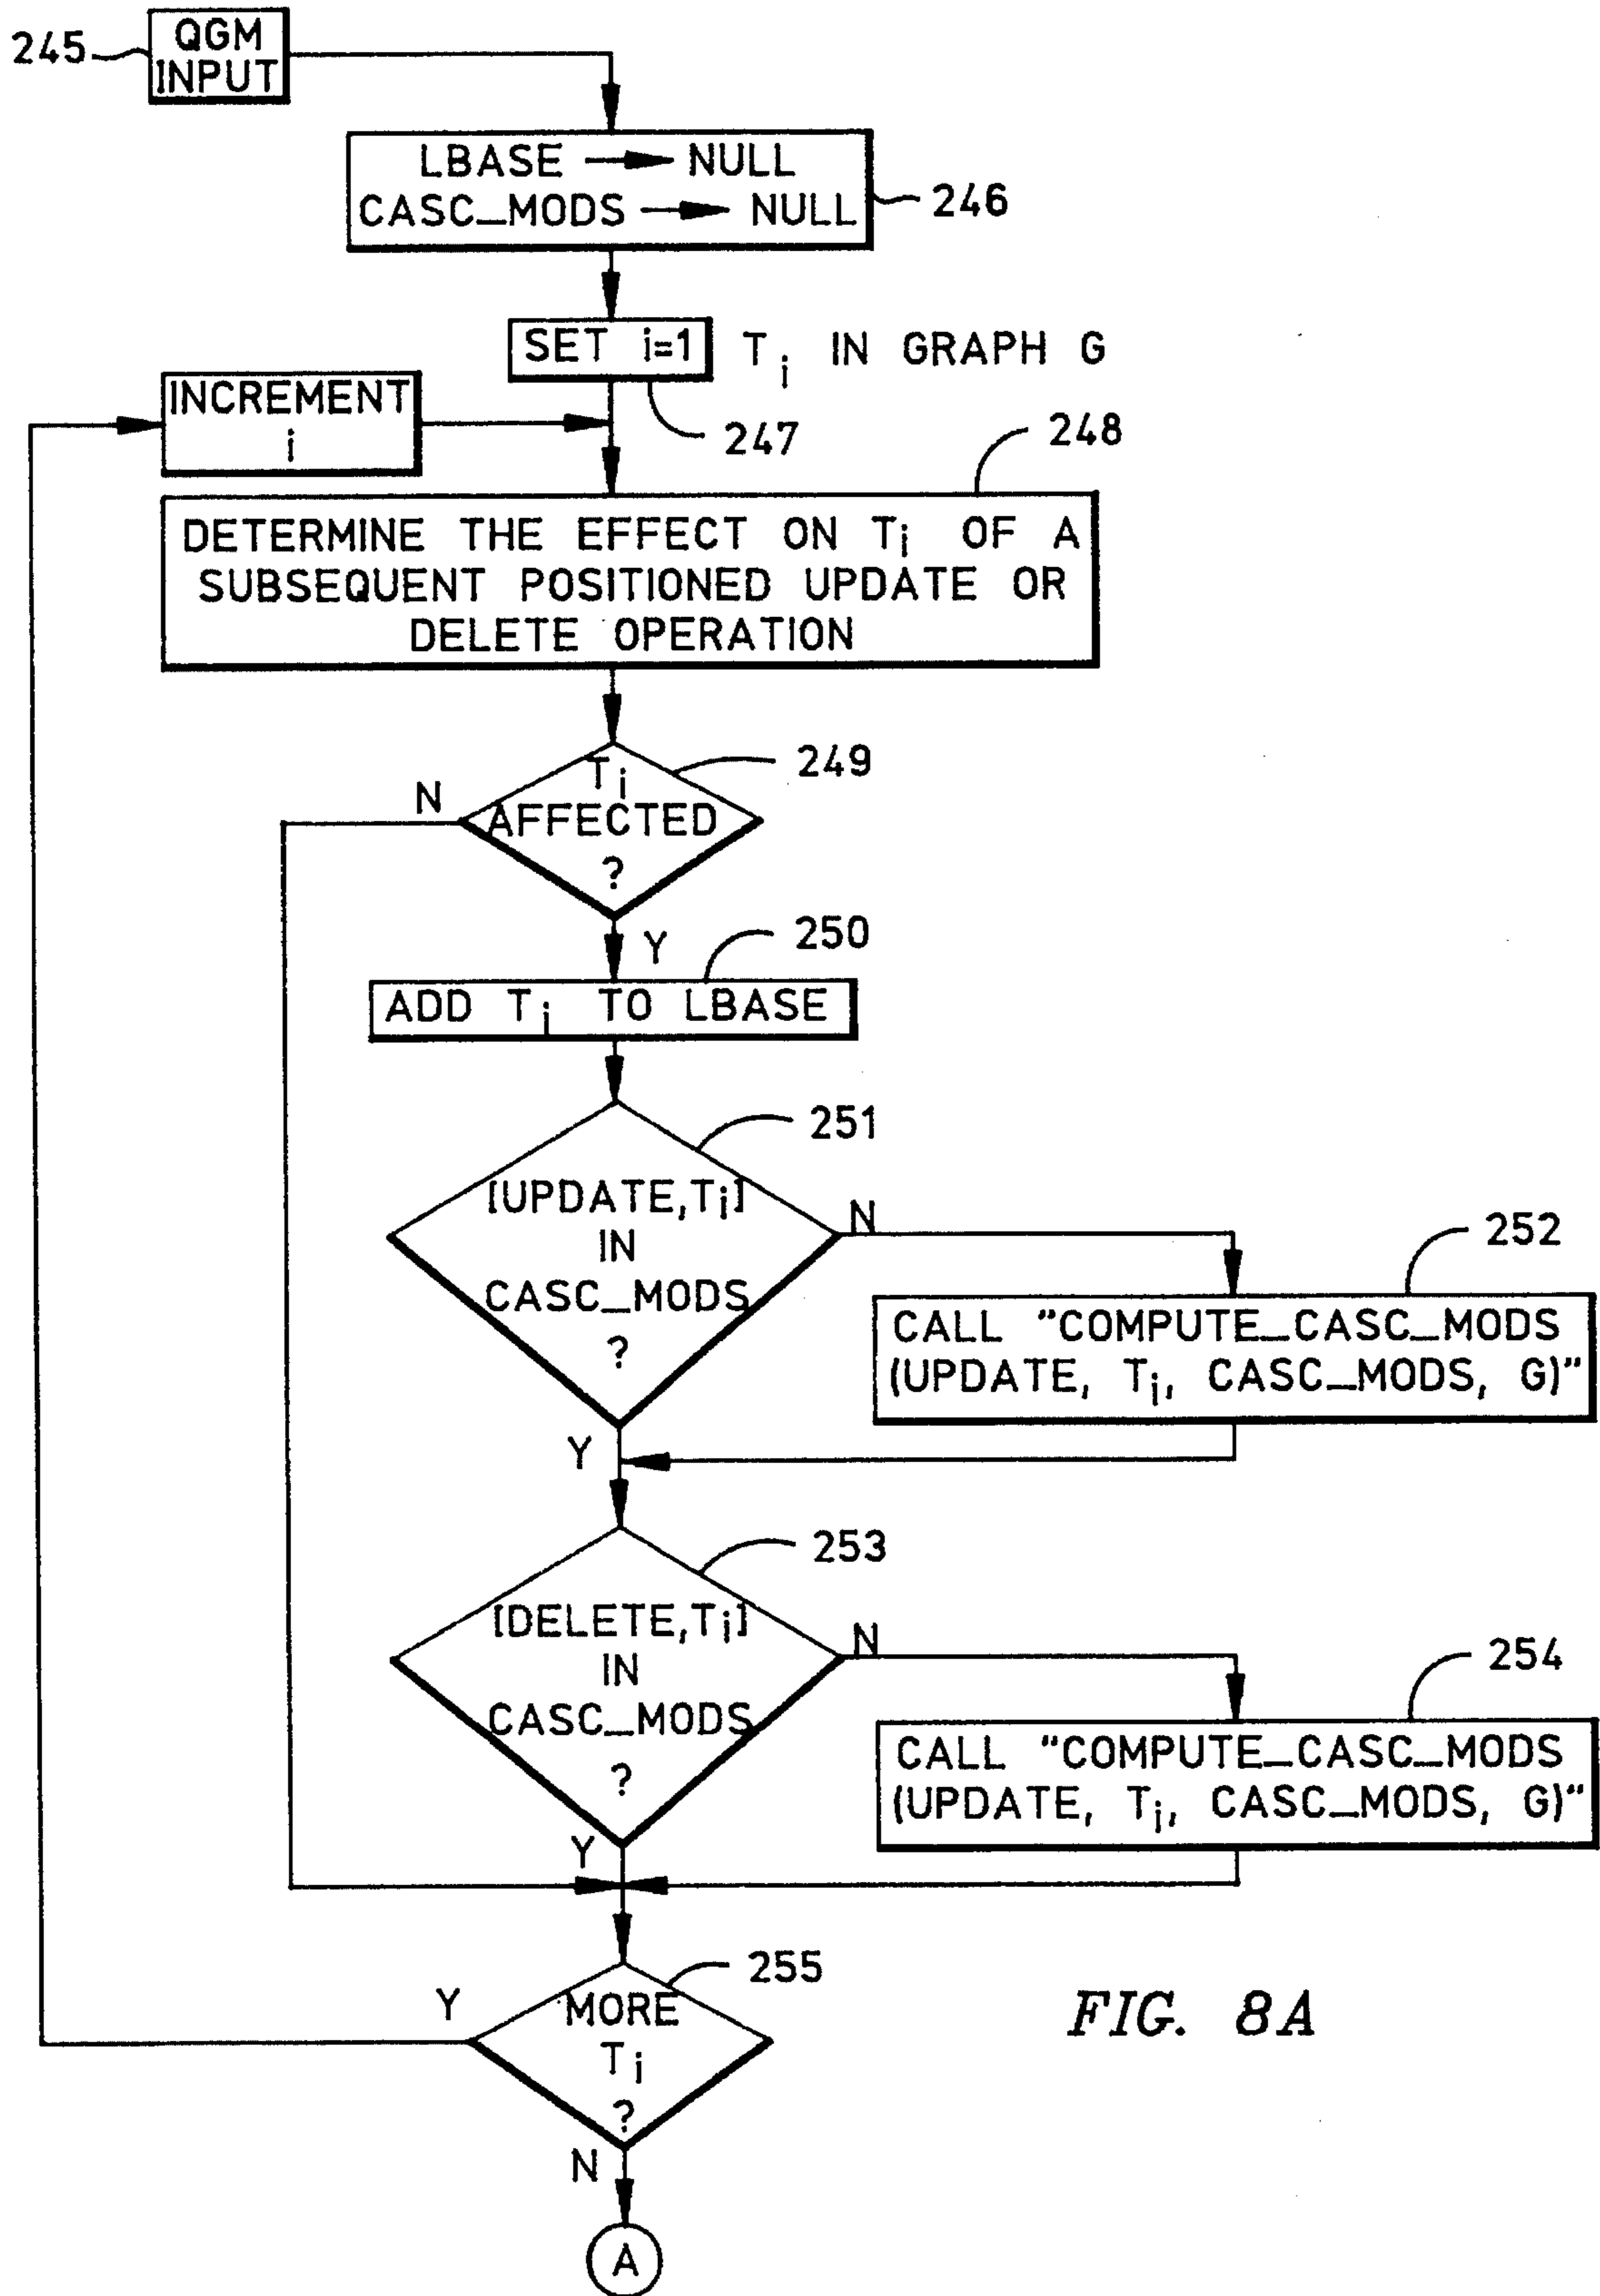 245
QGM
INPUT
LBASE → NULL
CASC_MODS → NULL
246
SET i=1
Ti IN GRAPH G
247
INCREMENT
i
248
DETERMINE THE EFFECT ON Ti OF A
SUBSEQUENT POSITIONED UPDATE OR
DELETE OPERATION
249
N
Ti
AFFECTED
?
Y
250
ADD Ti TO LBASE
251
[UPDATE,Ti]
IN
CASC_MODS
?
N
252
CALL "COMPUTE_CASC_MODS
(UPDATE, Ti, CASC_MODS, G)"
Y
253
[DELETE,Ti]
IN
CASC_MODS
?
N
254
CALL "COMPUTE_CASC_MODS
(UPDATE, Ti, CASC_MODS, G)"
Y
255
Y
MORE
Ti
?
N
A
FIG. 8A